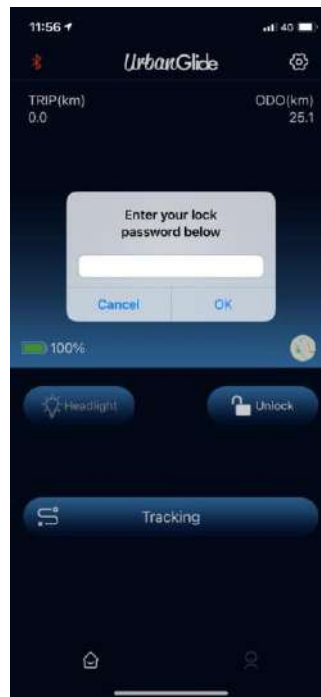 11:56
40
UrbanGlide
TRIP(km)
ODO(km)
0.0
25.1
Enter your lock
password below
Cancel
OK
100%
Headlight
Unlock
Tracking